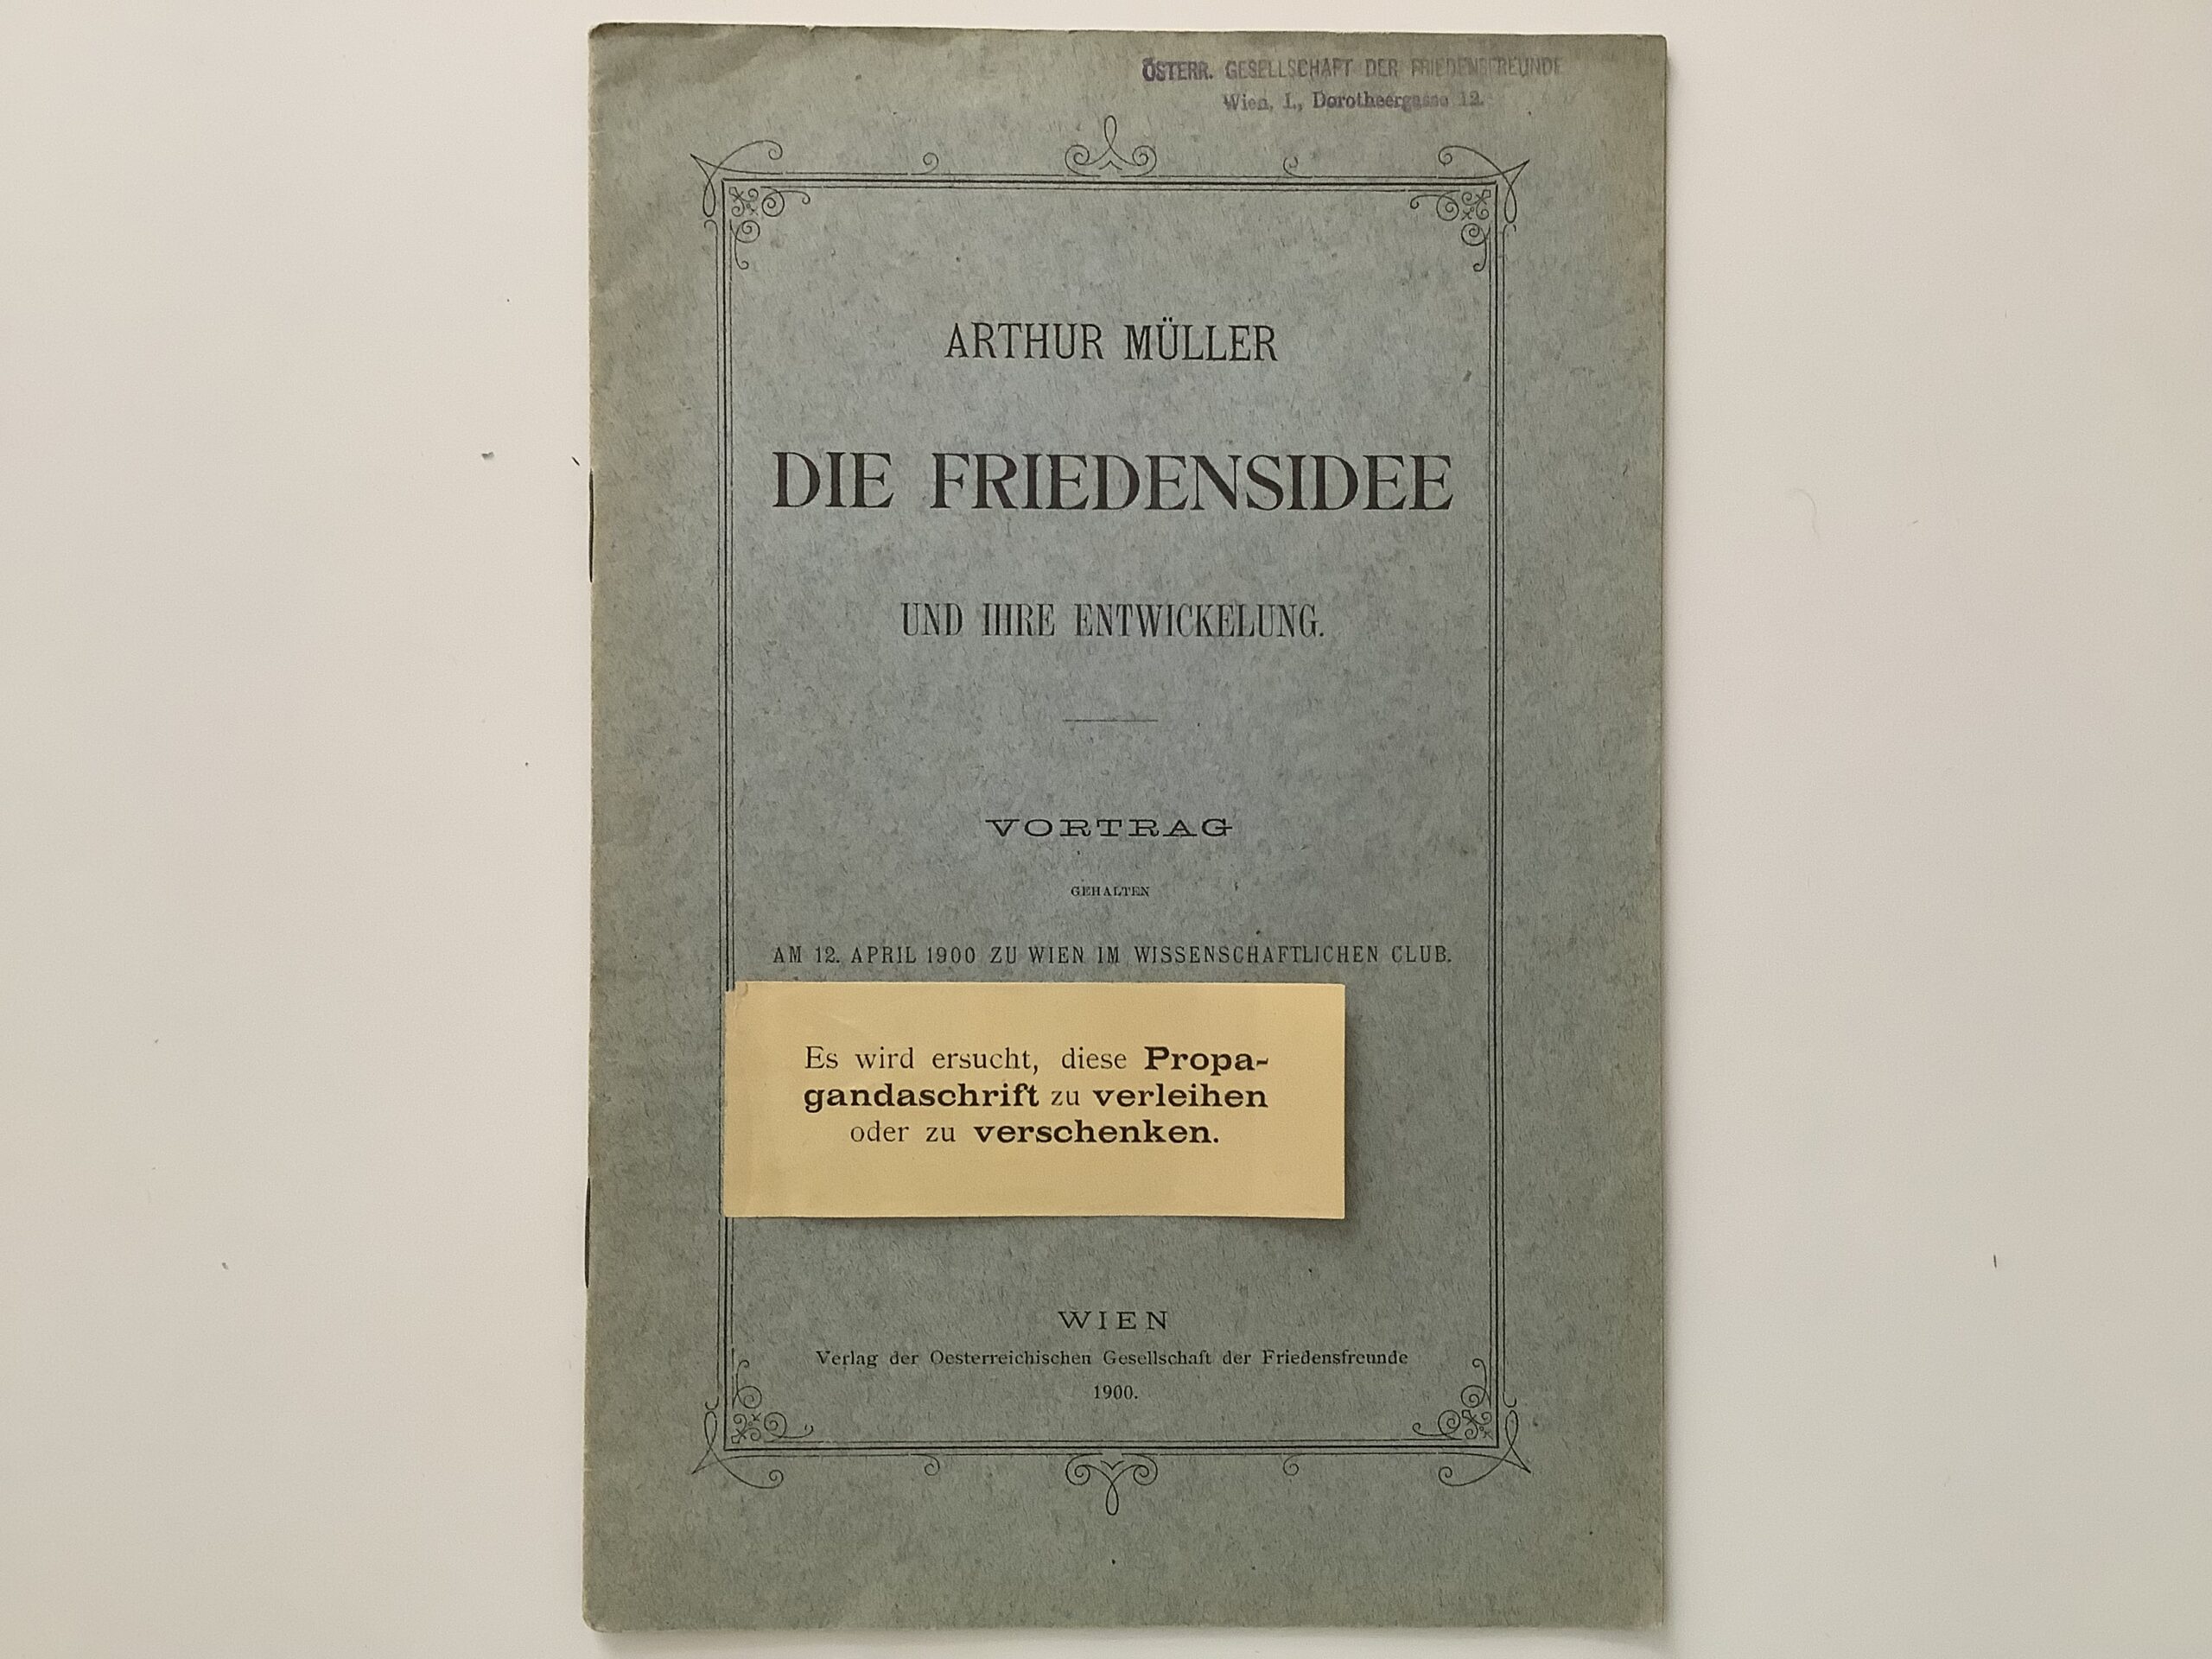 ÖSTERR. GESELLSCHAFT DER FRIEDENSFREUNDE
Wien, I., Dorotheergasse 12.
ARTHUR MÜLLER
DIE FRIEDENSIDEE
UND IHRE ENTWICKELUNG.
VORTRAG
GEHALTEN
AM 12. APRIL 1900 ZU WIEN IM WISSENSCHAFTLICHEN CLUB.
Es wird ersucht, diese Propa-
gandaschrift zu verleihen
oder zu verschenken.
WIEN
Verlag der Oesterreichischen Gesellschaft der Friedensfreunde
1900.